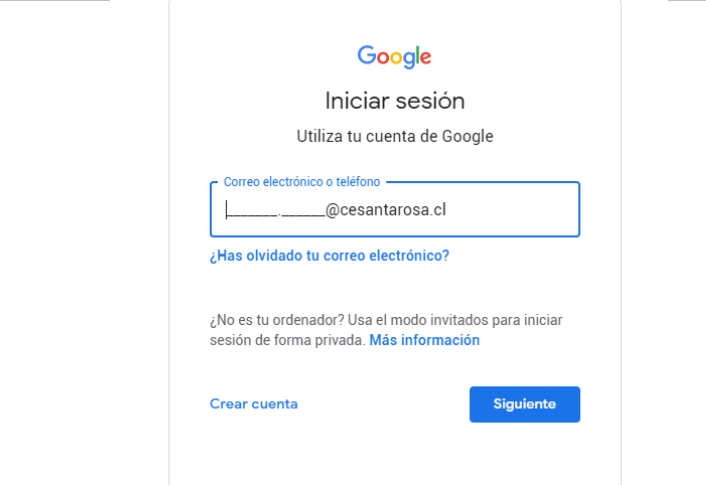 Google
Iniciar sesión
Utiliza tu cuenta de Google
Correo electrónico o teléfono
_______.______@cesantarosa.cl
¿Has olvidado tu correo electrónico?
¿No es tu ordenador? Usa el modo invitados para iniciar
sesión de forma privada. Más información
Crear cuenta
Siguiente